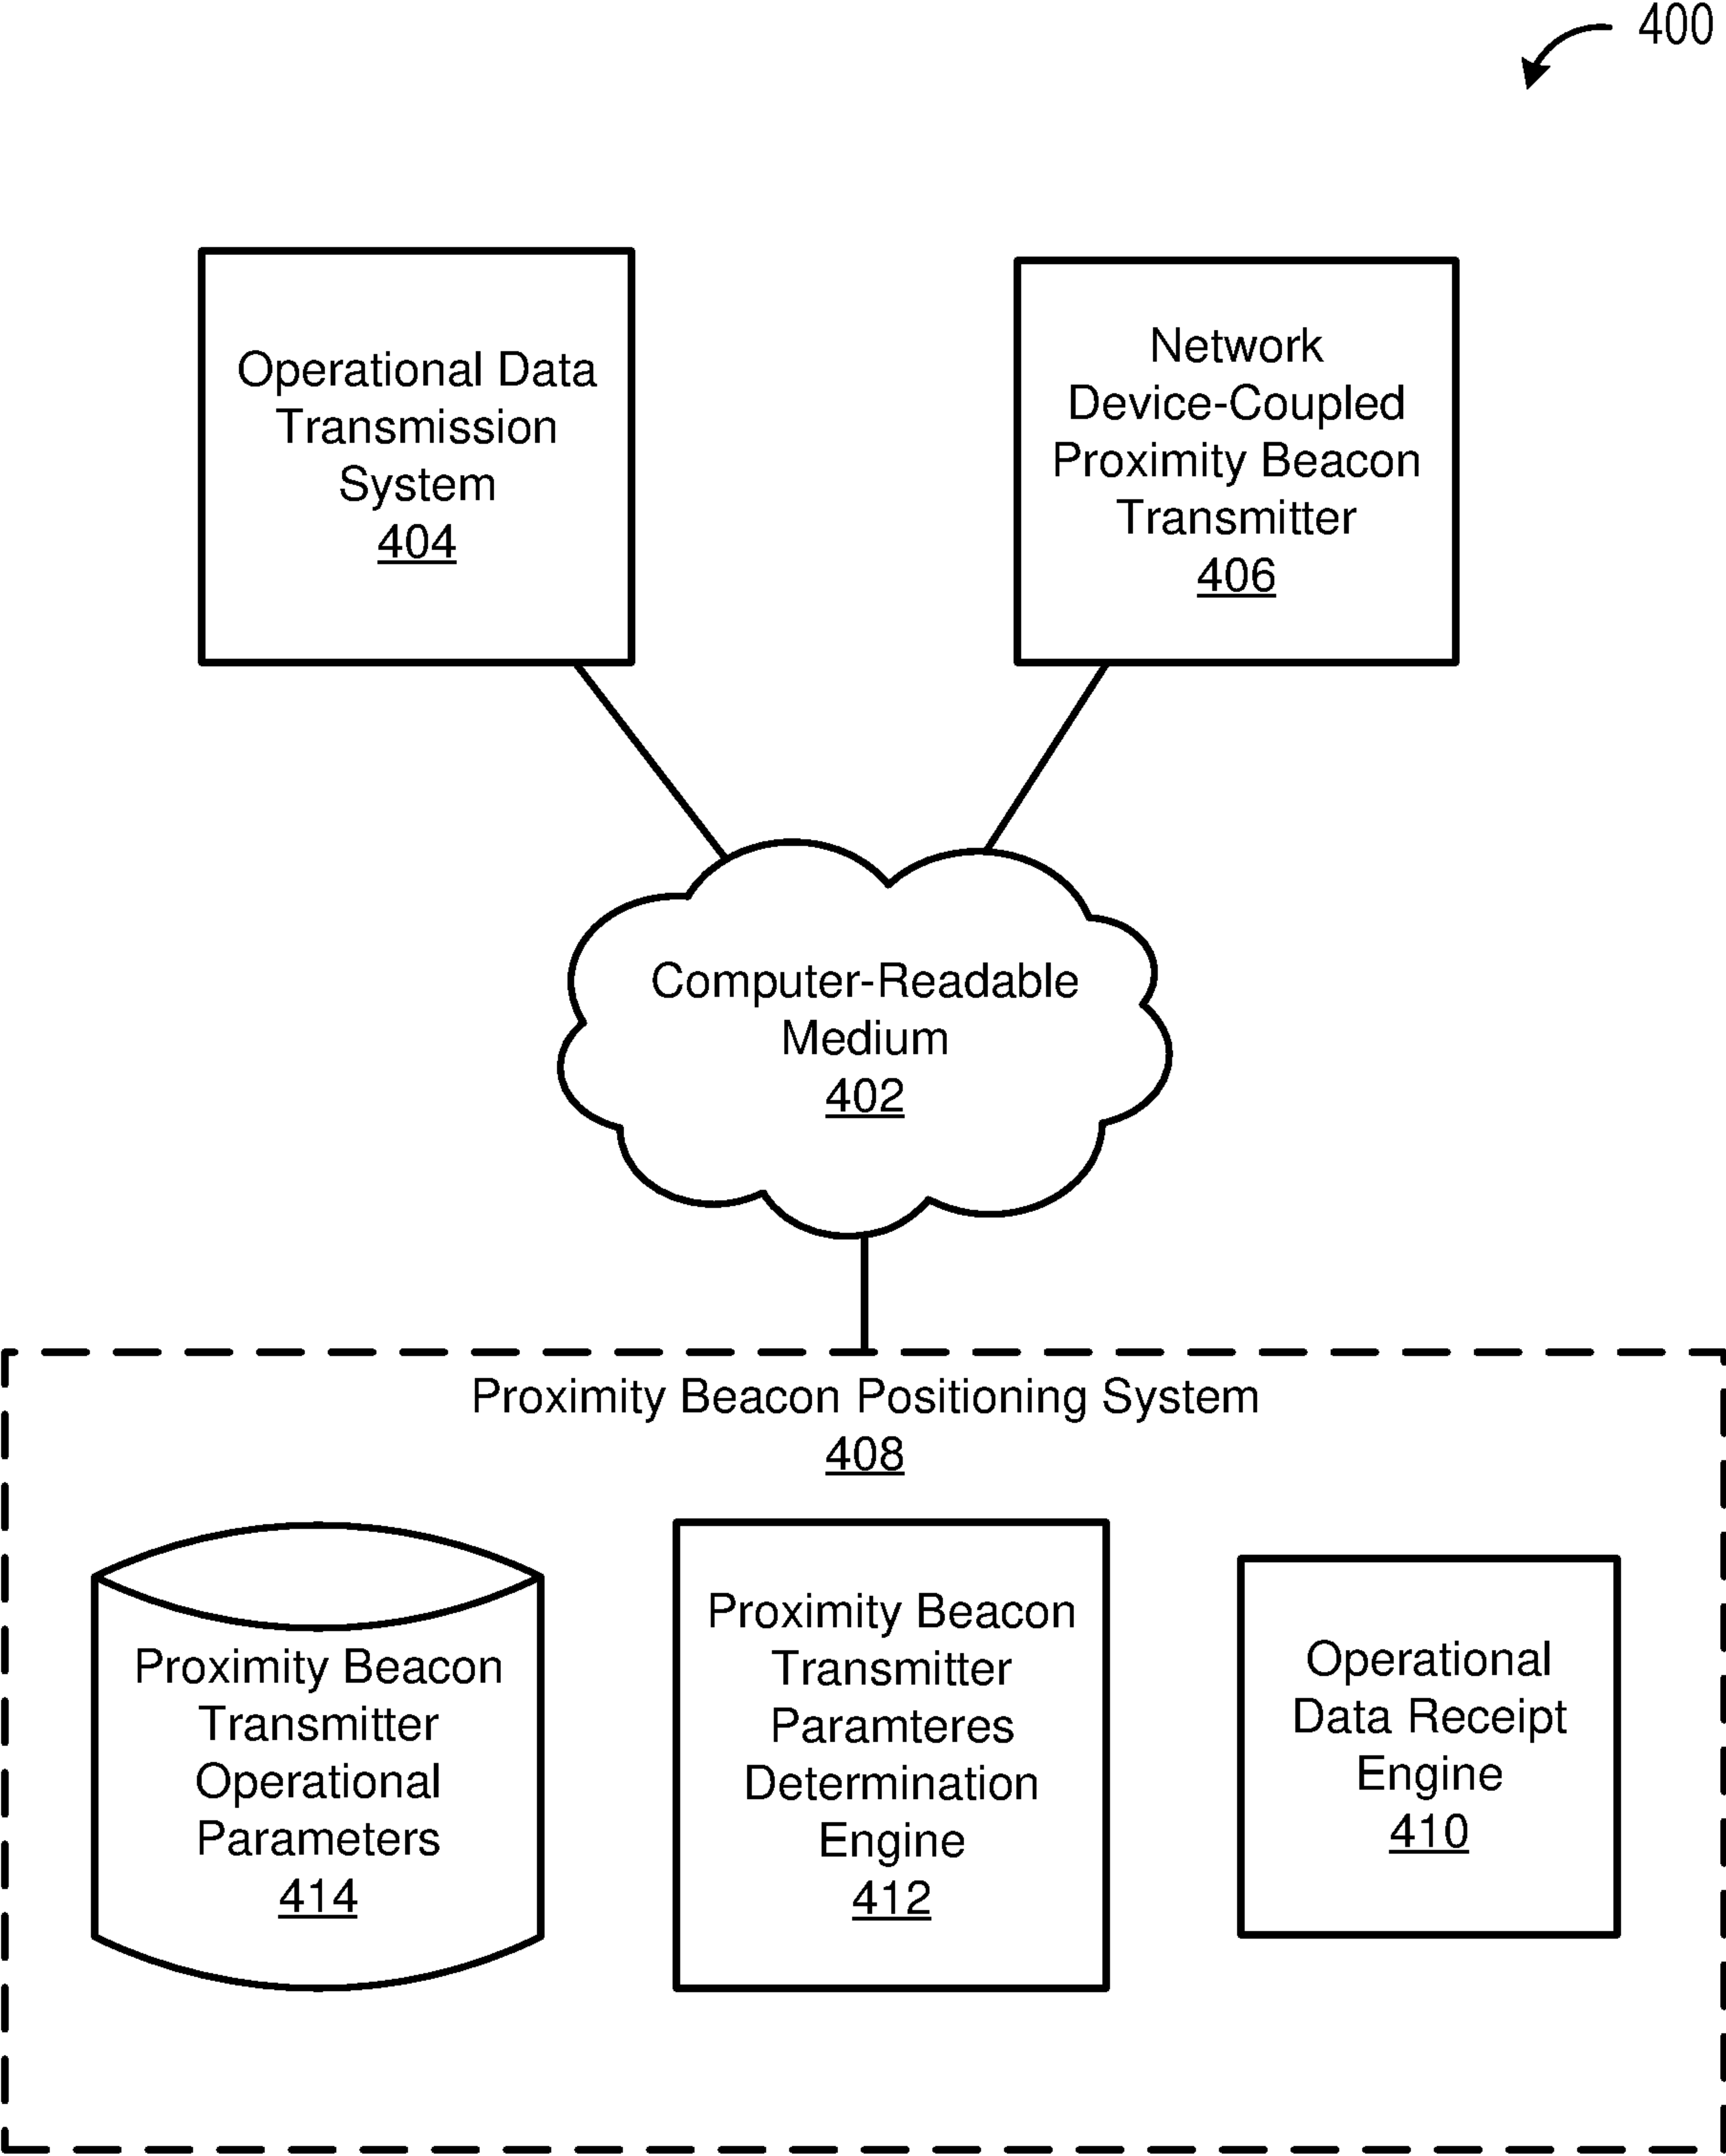 400
Operational Data
Transmission
System
404
Network
Device-Coupled
Proximity Beacon
Transmitter
406
Computer-Readable
Medium
402
Proximity Beacon Positioning System
408
Proximity Beacon
Transmitter
Operational
Parameters
414
Proximity Beacon
Transmitter
Paramteres
Determination
Engine
412
Operational
Data Receipt
Engine
410